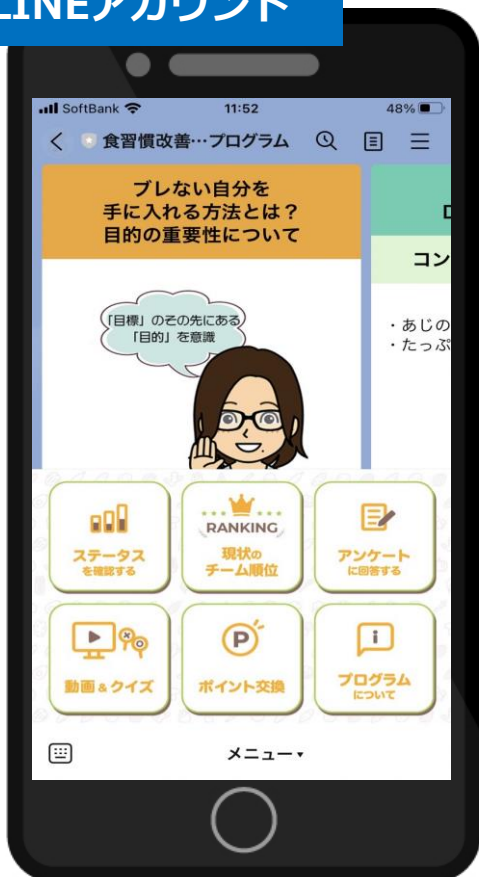 LINEアカウント
SoftBank 11:52 48%
食習慣改善…プログラム
ブレない自分を
手に入れる方法とは？
目的の重要性について
「目標」のその先にある
「目的」を意識
コン
・あじの
・たっぷ
ステータス
を確認する
RANKING
現状の
チーム順位
アンケート
に回答する
動画&クイズ
P
ポイント交換
i
プログラム
について
メニュー▾